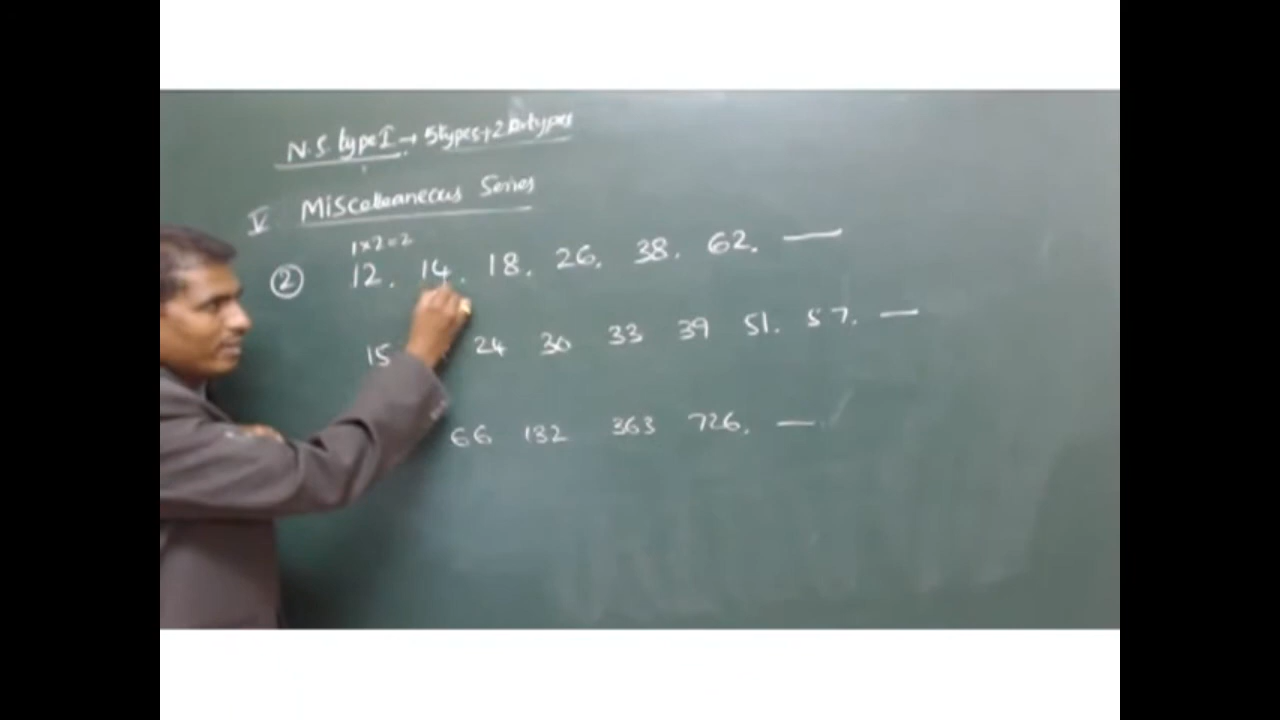 N.S. type I → 5 types + 2
V Miscellaneous Series
1×2=2
② 12. 14. 18. 26. 38. 62. —
15 24 30 33 39 51. 57. —
66 132 363 726. —